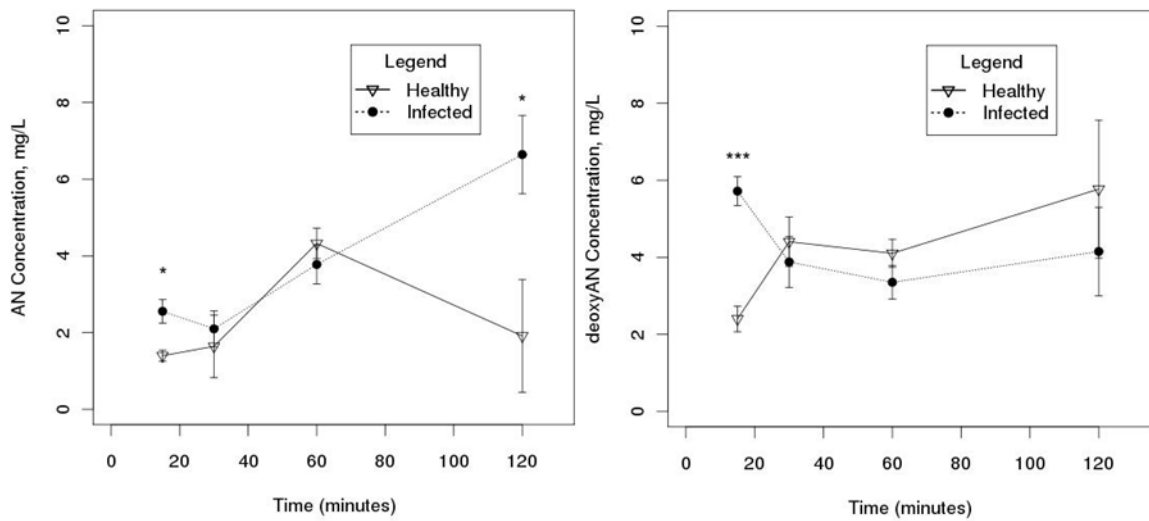 AN Concentration, mg/L
10
8
6
4
2
0
Legend
Healthy
Infected
*
*
0 20 40 60 80 100 120
Time (minutes)
deoxyAN Concentration, mg/L
10
8
6
4
2
0
Legend
Healthy
Infected
***
0 20 40 60 80 100 120
Time (minutes)